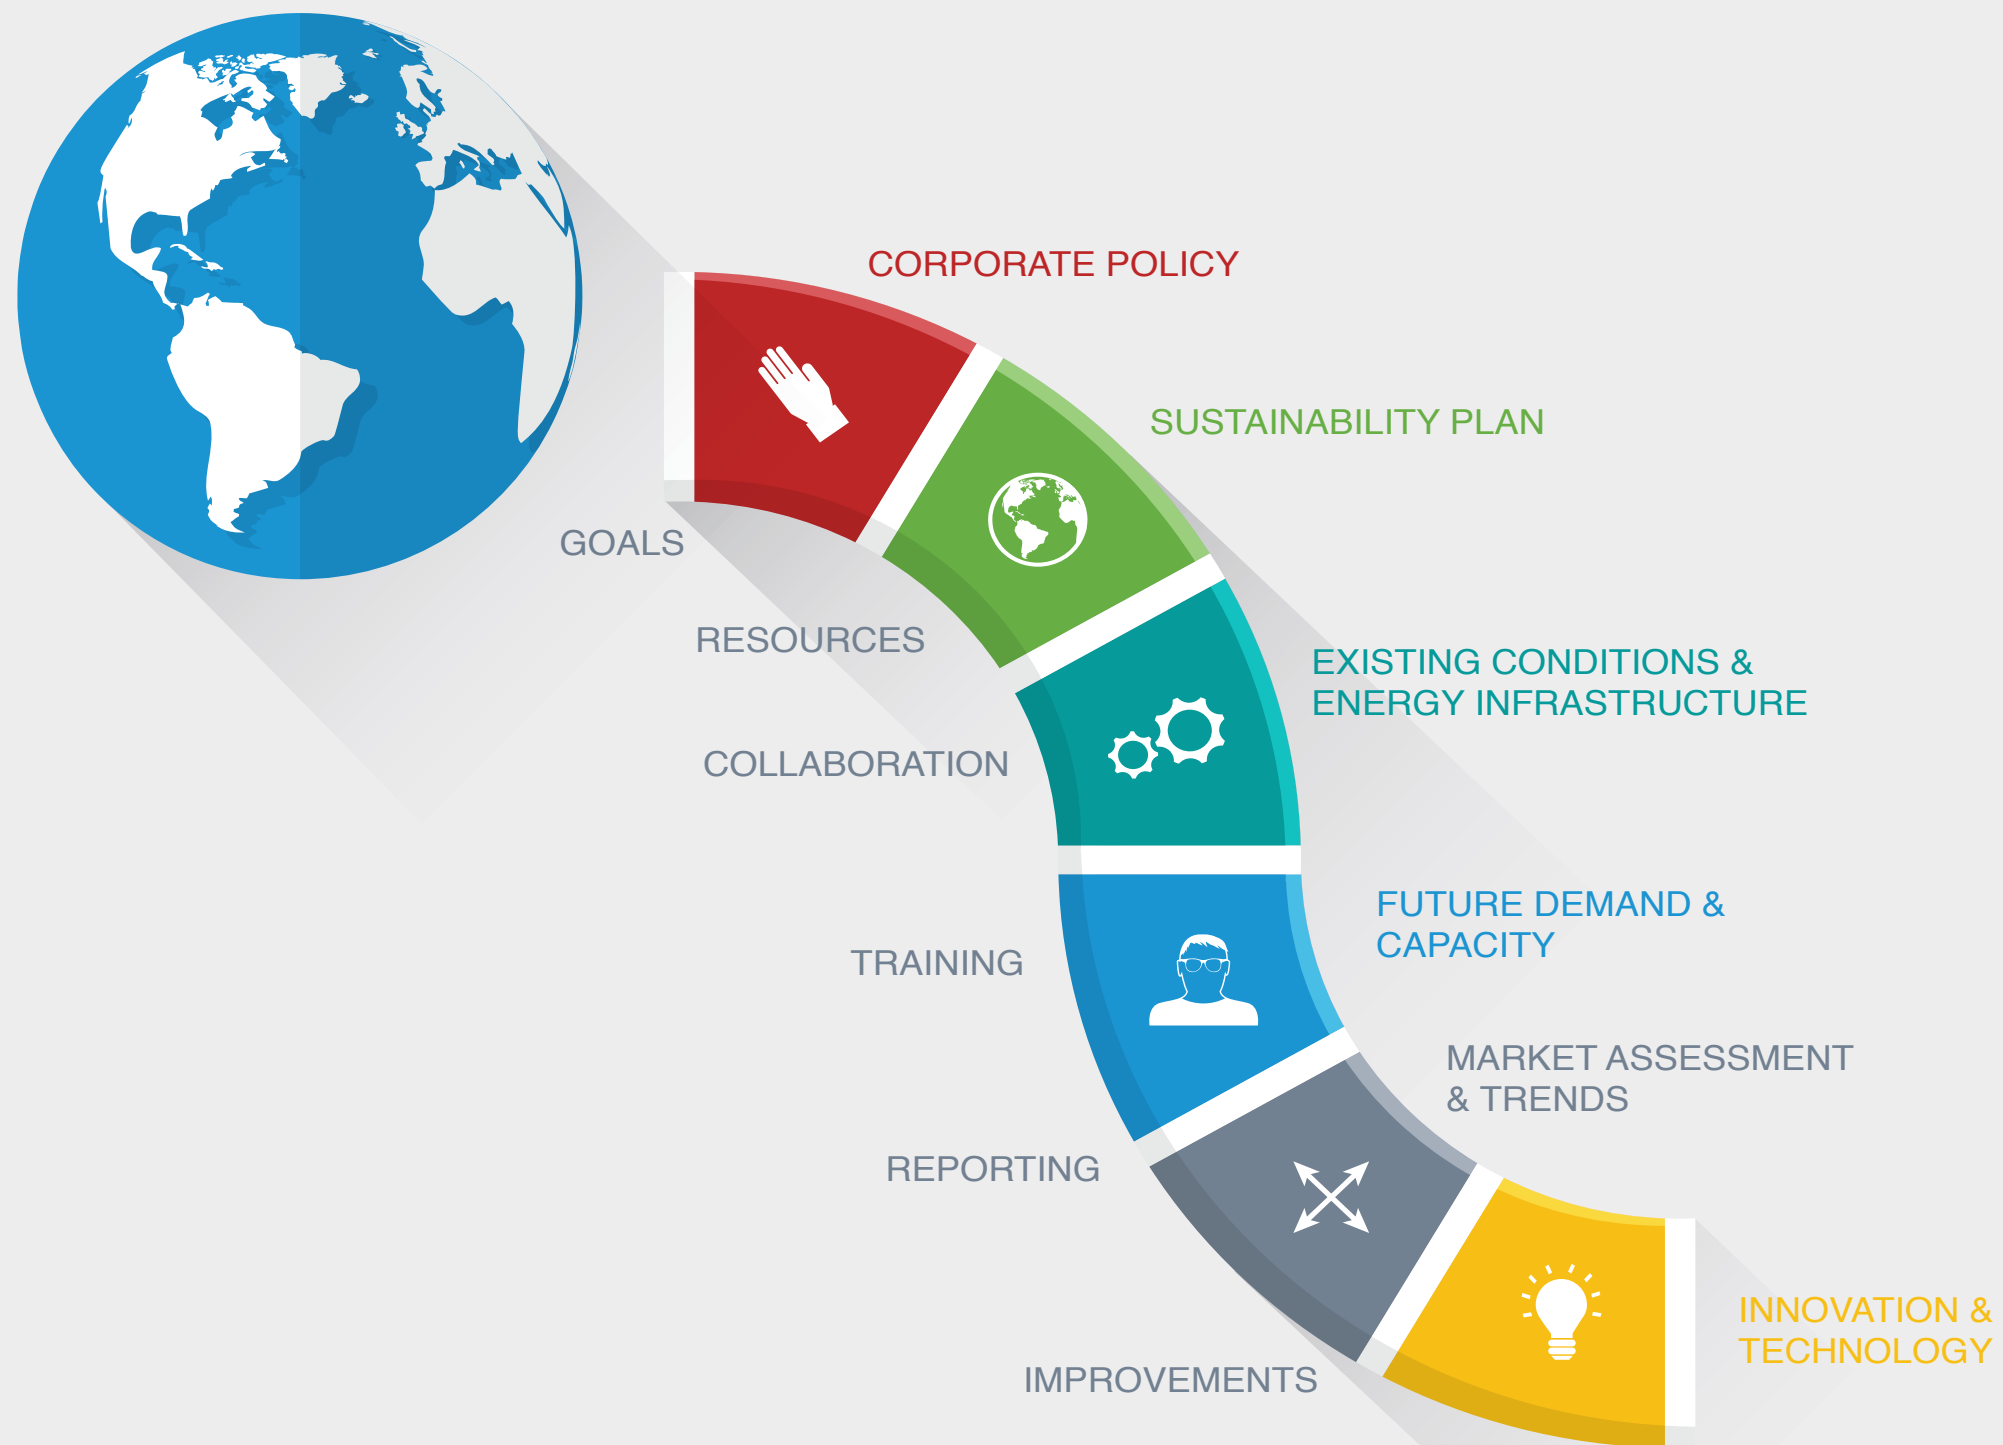 CORPORATE POLICY
SUSTAINABILITY PLAN
GOALS
RESOURCES
EXISTING CONDITIONS &
ENERGY INFRASTRUCTURE
COLLABORATION
FUTURE DEMAND &
CAPACITY
TRAINING
MARKET ASSESSMENT
& TRENDS
REPORTING
INNOVATION &
TECHNOLOGY
IMPROVEMENTS